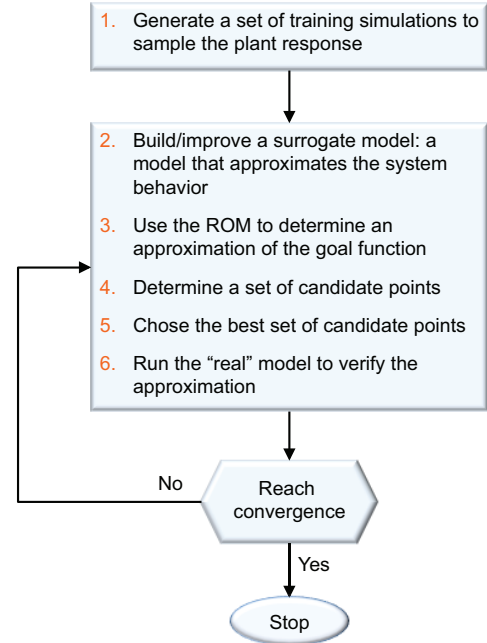 1. Generate a set of training simulations to
sample the plant response
2. Build/improve a surrogate model: a
model that approximates the system
behavior
3. Use the ROM to determine an
approximation of the goal function
4. Determine a set of candidate points
5. Chose the best set of candidate points
6. Run the “real” model to verify the
approximation
No
Reach
convergence
Yes
Stop